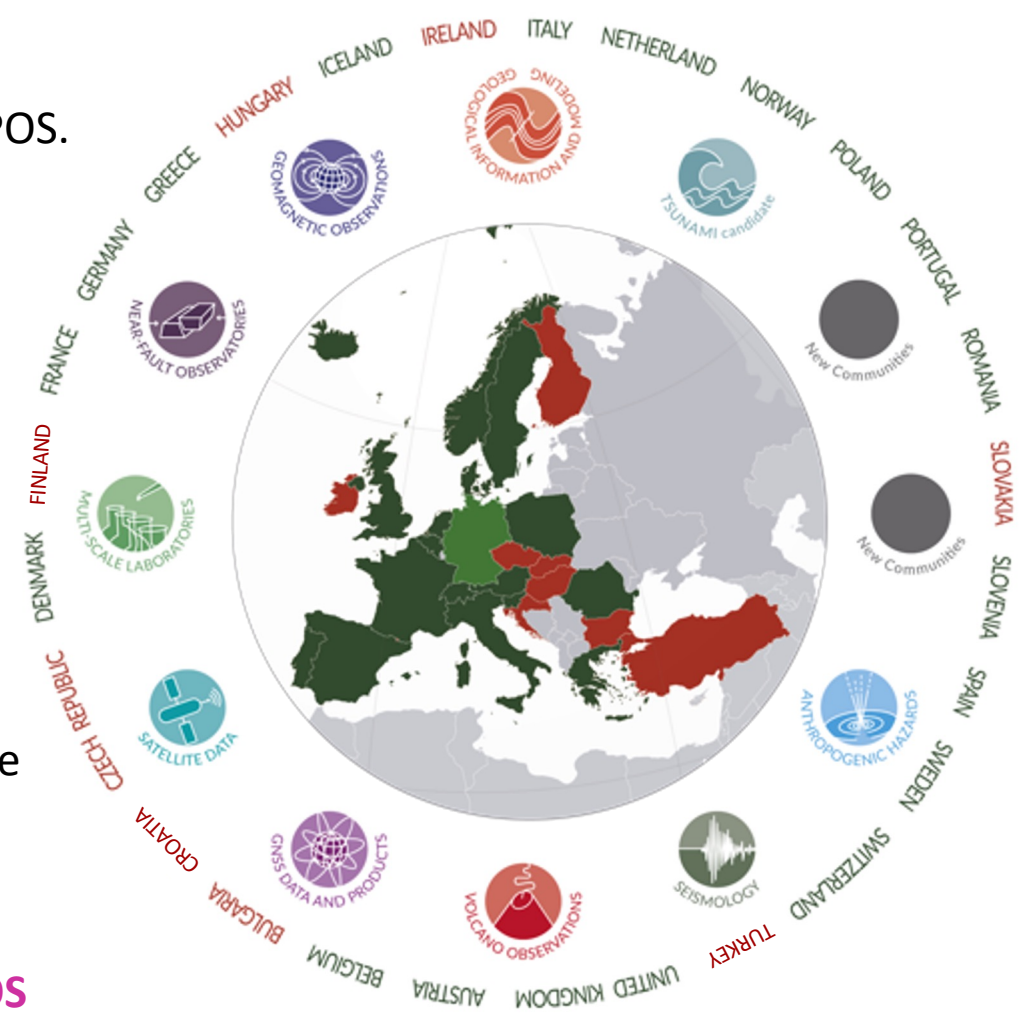 POS.
e
OS
IRELAND
ITALY
NETHERLAND
NORWAY
POLAND
PORTUGAL
ROMANIA
SLOVAKIA
SLOVENIA
SPAIN
SWEDEN
SWITZERLAND
TURKEY
UNITED KINGDOM
AUSTRIA
BELGIUM
BULGARIA
CROATIA
CZECH REPUBLIC
DENMARK
FINLAND
FRANCE
GERMANY
GREECE
HUNGARY
ICELAND
GEOLOGICAL INFORMATION AND MODELING
TSUNAMI candidate
New Communities
New Communities
ANTHROPOGENIC HAZARDS
SEISMOLOGY
VOLCANO OBSERVATIONS
GNSS DATA AND PRODUCTS
SATELLITE DATA
MULTI-SCALE LABORATORIES
NEAR-FAULT OBSERVATORIES
GEOMAGNETIC OBSERVATIONS